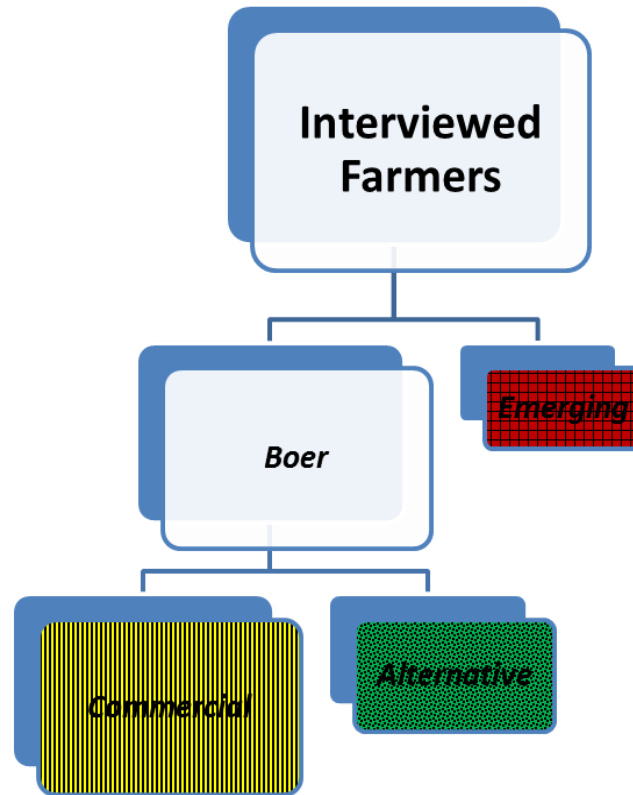 Interviewed
Farmers
Boer
Emerging
Commercial
Alternative